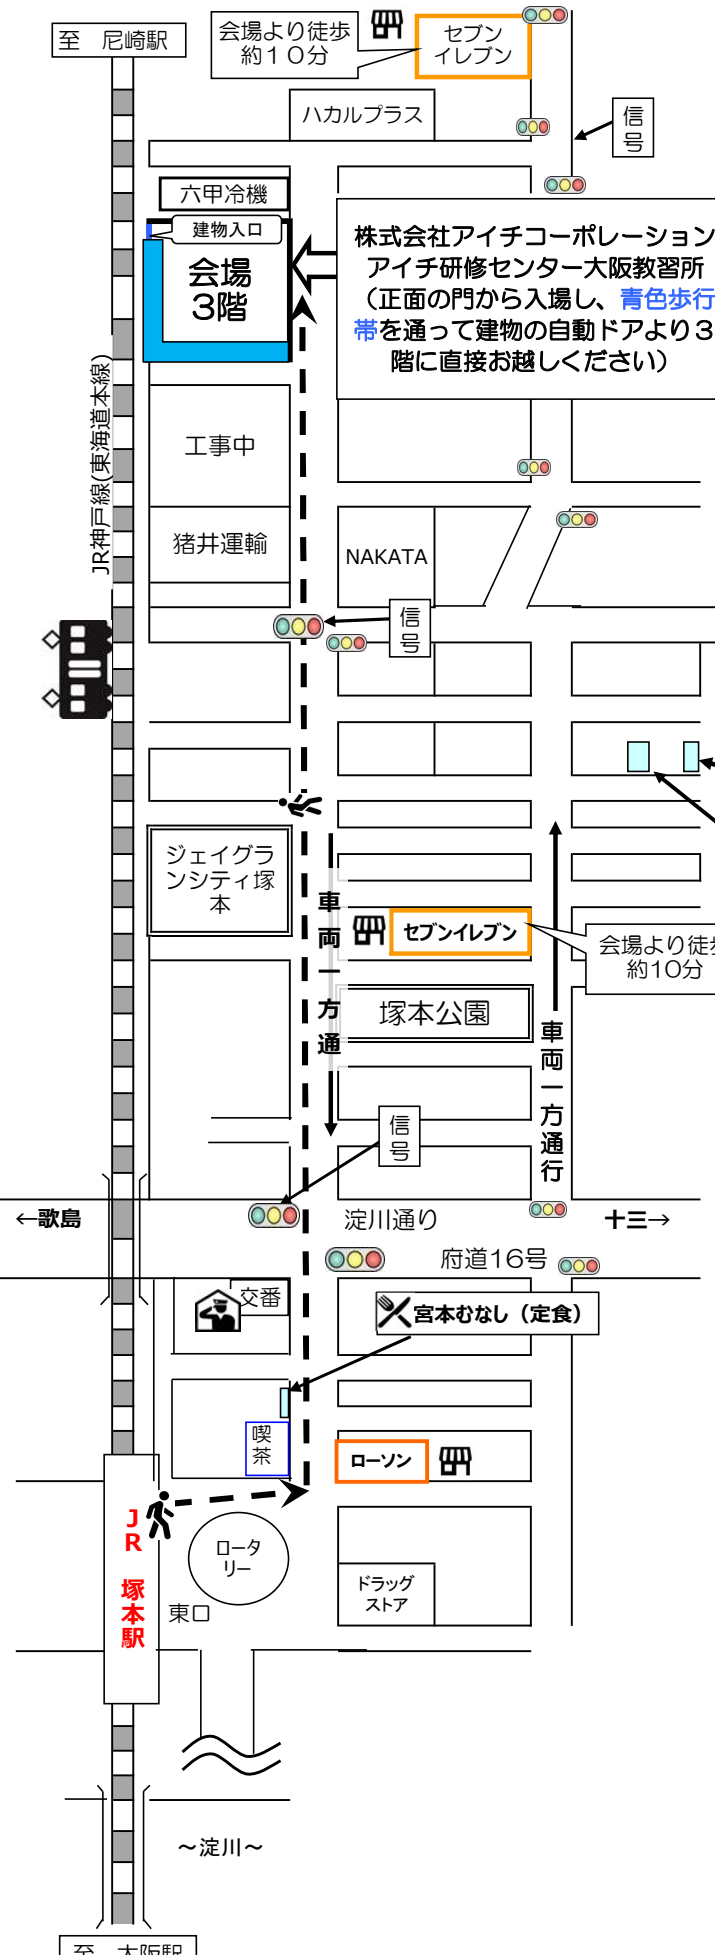 至　尼崎駅
会場より徒歩
約１０分
セブン
イレブン
ハカルプラス
信
号
六甲冷機
建物入口
会場
3階
株式会社アイチコーポレーション
アイチ研修センター大阪教習所
（正面の門から入場し、青色歩行
帯を通って建物の自動ドアより３
階に直接お越しください）
JR神戸線(東海道本線)
工事中
猪井運輸
NAKATA
信
号
ジェイグラ
ンシティ塚
本
車
両
一
方
通
セブンイレブン
会場より徒歩
約10分
塚本公園
車
両
一
方
通
行
信
号
←歌島
淀川通り
十三→
府道16号
交番
宮本むなし（定食）
喫
茶
ローソン
JR
塚本駅
ロータ
リー
東口
ドラッグ
ストア
～淀川～
至　大阪駅